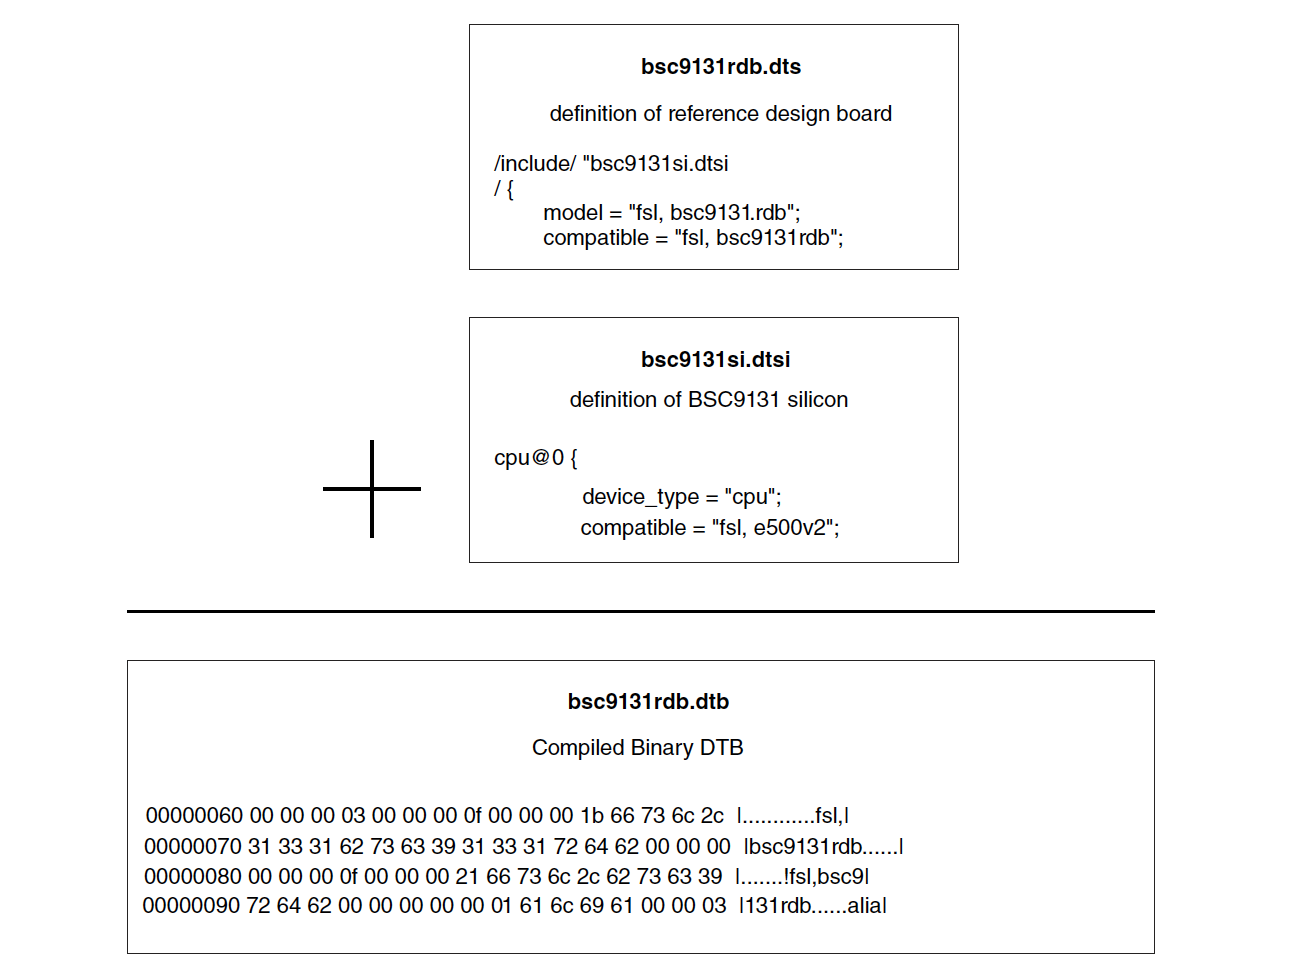 bsc9131rdb.dts
definition of reference design board
/include/ "bsc9131si.dtsi
/ {
model = "fsl, bsc9131.rdb";
compatible = "fsl, bsc9131rdb";
bsc9131si.dtsi
definition of BSC9131 silicon
cpu@0 {
device_type = "cpu";
compatible = "fsl, e500v2";
bsc9131rdb.dtb
Compiled Binary DTB
00000060 00 00 00 03 00 00 00 0f 00 00 00 1b 66 73 6c 2c |............fsl,|
00000070 31 33 31 62 73 63 39 31 33 31 72 64 62 00 00 00 |bsc9131rdb......|
00000080 00 00 00 0f 00 00 00 21 66 73 6c 2c 62 73 63 39 |.......!fsl,bsc9|
00000090 72 64 62 00 00 00 00 00 01 61 6c 69 61 00 00 03 |131rdb......alia|